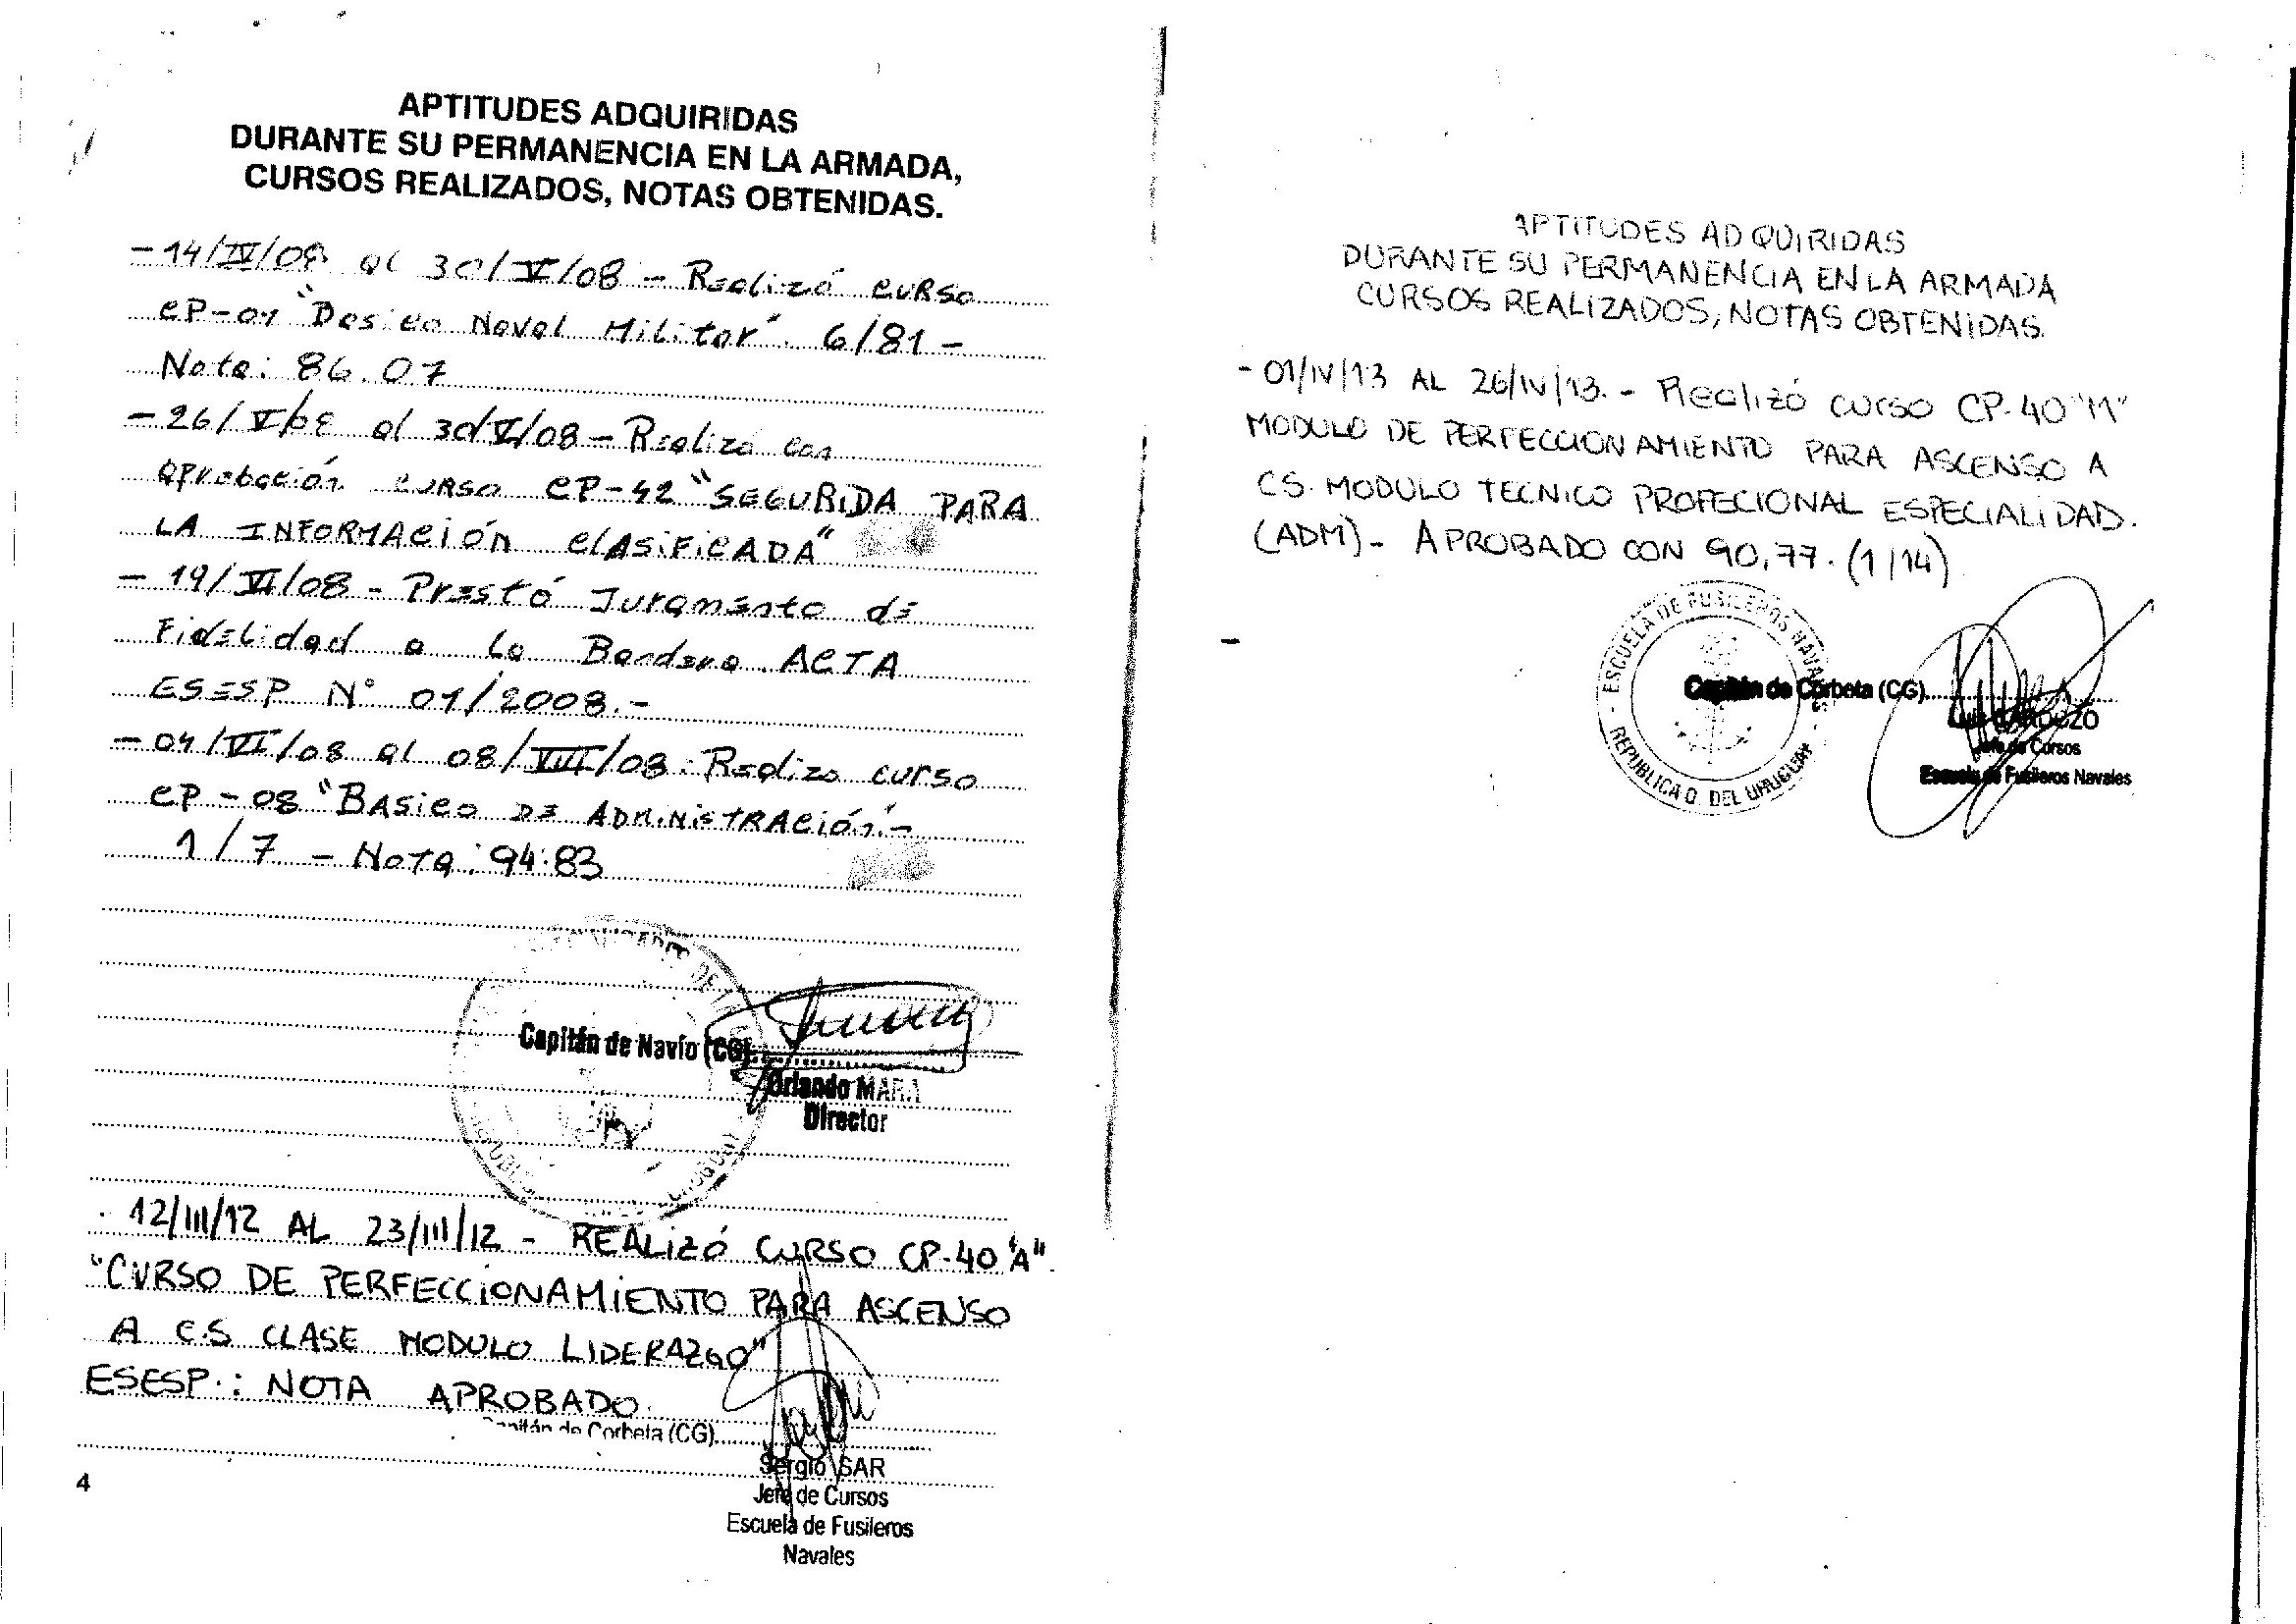 APTITUDES ADQUIRIDAS
DURANTE SU PERMANENCIA EN LA ARMADA,
CURSOS REALIZADOS, NOTAS OBTENIDAS.
- 14/IV/08 al 30/V/08 - Realizó curso
CP-01 "Basico Naval Militar". 6/81 -
Nota: 86.07
- 26/V/08 al 30/V/08 - Realizó con
aprobación curso CP-42 "SEGURIDA PARA
LA INFORMACIÓN CLASIFICADA"
- 19/VI/08 - Prestó Juramento de
Fidelidad a la Bandera. ACTA
ESESP N° 01/2008.-
- 04/VI/08 al 08/VIII/08: Realizo curso
CP - 08 "BASICO DE ADMINISTRACIÓN" -
1/7 - Nota: 94.83
Capitán de Navío (CG)
Orlando MARA
Director
- 12/III/12 AL 23/III/12 - REALIZÓ CURSO CP-40 "A".
"CURSO DE PERFECCIONAMIENTO PARA ASCENSO
A C.S CLASE MODULO LIDERAZGO"
ESESP.: NOTA APROBADO.
Capitán de Corbeta (CG)
Sergio SAR
Jefe de Cursos
Escuela de Fusileros
Navales
4
APTITUDES ADQUIRIDAS
DURANTE SU PERMANENCIA EN LA ARMADA
CURSOS REALIZADOS, NOTAS OBTENIDAS.
- 01/IV/13 AL 26/IV/13. - Realizó curso CP-40 "M"
MODULO DE PERFECCIONAMIENTO PARA ASCENSO A
CS. MODULO TECNICO PROFECIONAL ESPECIALIDAD.
(ADM) - APROBADO CON 90,77. (1/14)
ESCUELA DE FUSILEROS NAVALES
REPUBLICA O. DEL URUGUAY
Capitán de Corbeta (CG)
Jefe de Cursos
Escuela de Fusileros Navales